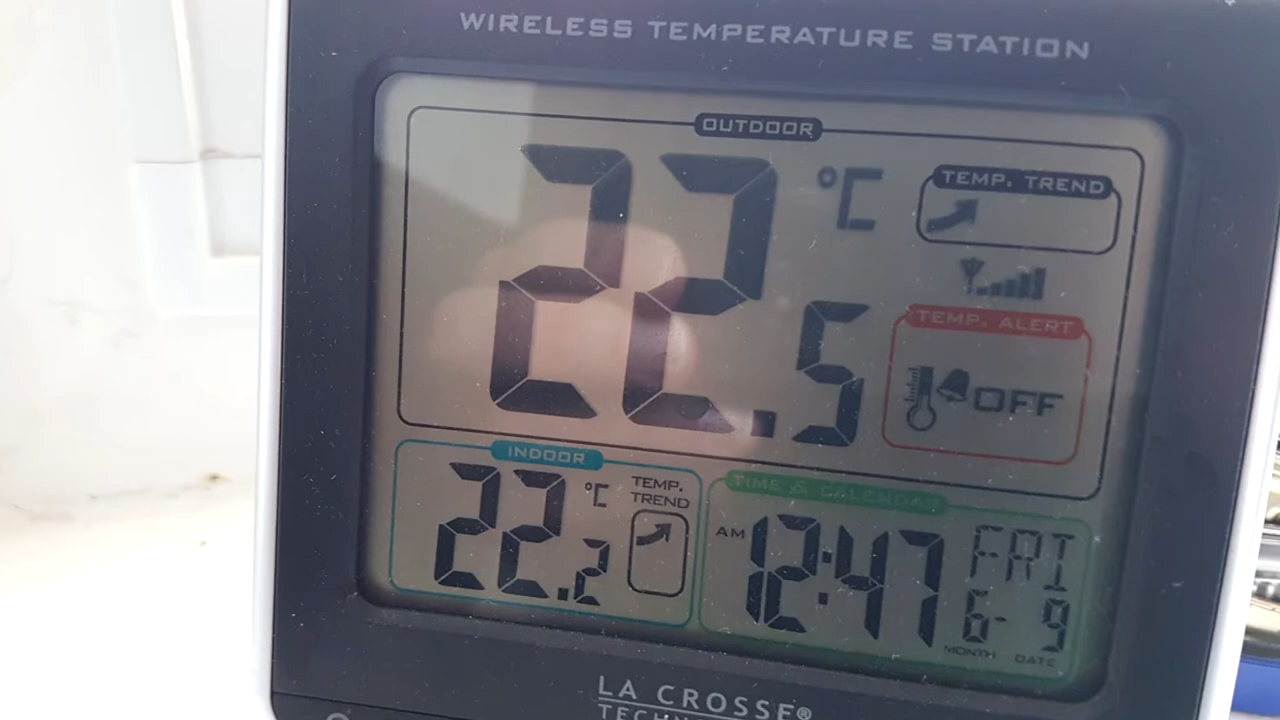 WIRELESS TEMPERATURE STATION
OUTDOOR
22.5 °C
TEMP. TREND
TEMP. ALERT
OFF
INDOOR
22.2 °C
TEMP.
TREND
TIME & CALENDAR
AM 12:47
FRI
6- 9
MONTH DATE
LA CROSSE®